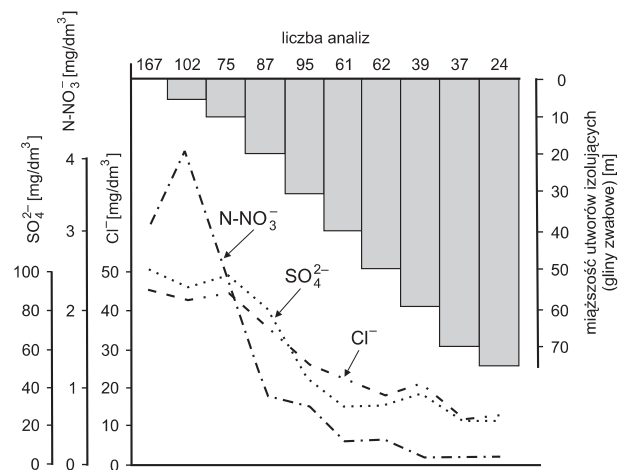 liczba analiz
167 102 75 87 95 61 62 39 37 24
N-NO₃⁻ [mg/dm³]
SO₄²⁻ [mg/dm³]
Cl⁻ [mg/dm³]
4
3
2
1
0
100
80
60
40
20
0
50
40
30
20
10
0
N-NO₃⁻
SO₄²⁻
Cl⁻
0
10
20
30
40
50
60
70
miąższość utworów izolujących
(gliny zwałowe) [m]